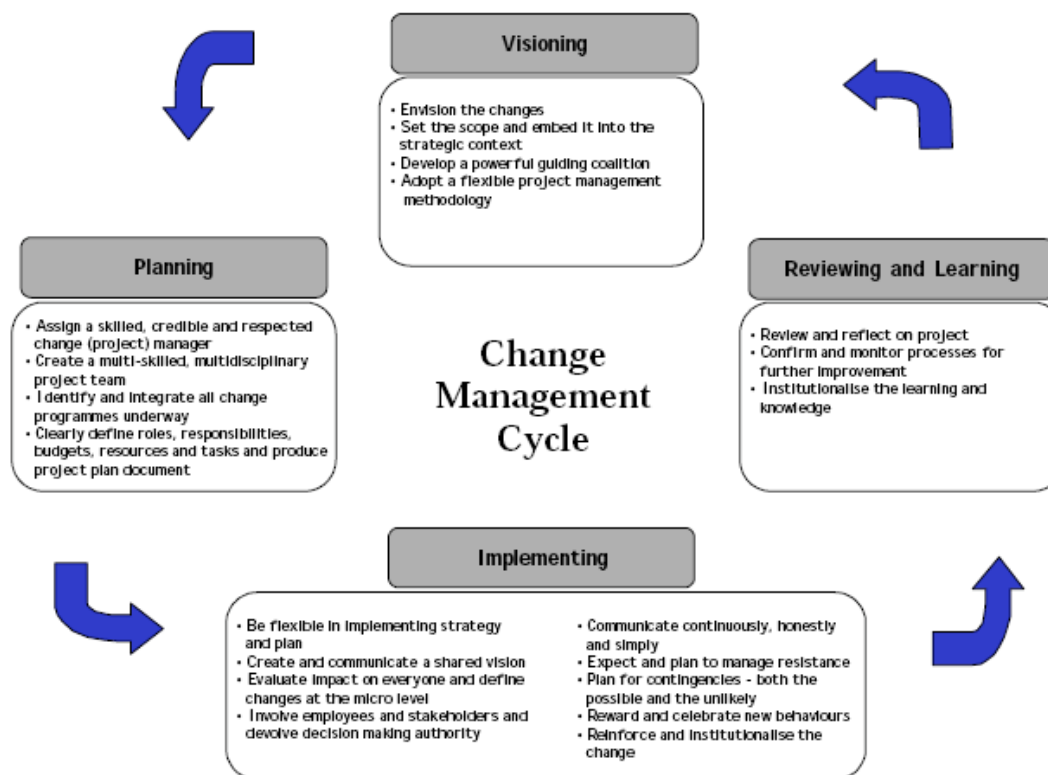 Visioning
• Envision the changes
• Set the scope and embed it into the
strategic context
• Develop a powerful guiding coalition
• Adopt a flexible project management
methodology
Planning
• Assign a skilled, credible and respected
change (project) manager
• Create a multi-skilled, multidisciplinary
project team
• Identify and integrate all change
programmes underway
• Clearly define roles, responsibilities,
budgets, resources and tasks and produce
project plan document
Change
Management
Cycle
Reviewing and Learning
• Review and reflect on project
• Confirm and monitor processes for
further improvement
• Institutionalise the learning and
knowledge
Implementing
• Be flexible in implementing strategy
and plan
• Create and communicate a shared vision
• Evaluate impact on everyone and define
changes at the micro level
• Involve employees and stakeholders and
devolve decision making authority
• Communicate continuously, honestly
and simply
• Expect and plan to manage resistance
• Plan for contingencies - both the
possible and the unlikely
• Reward and celebrate new behaviours
• Reinforce and institutionalise the
change